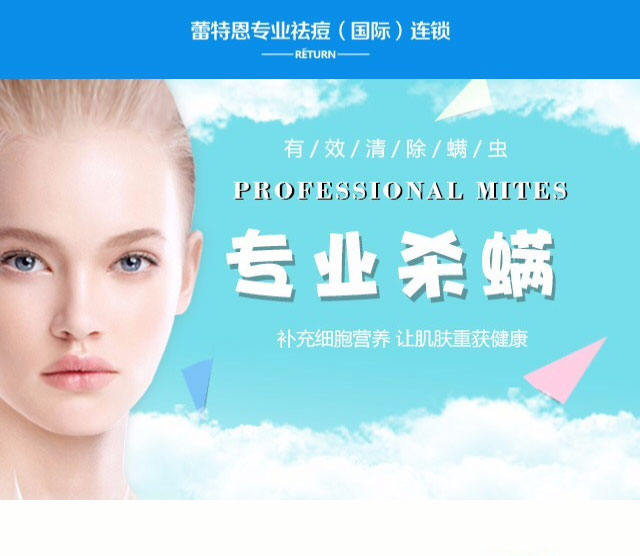 蕾特恩专业祛痘（国际）连锁
RETURN
有/效/清/除/螨/虫
PROFESSIONAL MITES
专业杀螨
补充细胞营养 让肌肤重获健康